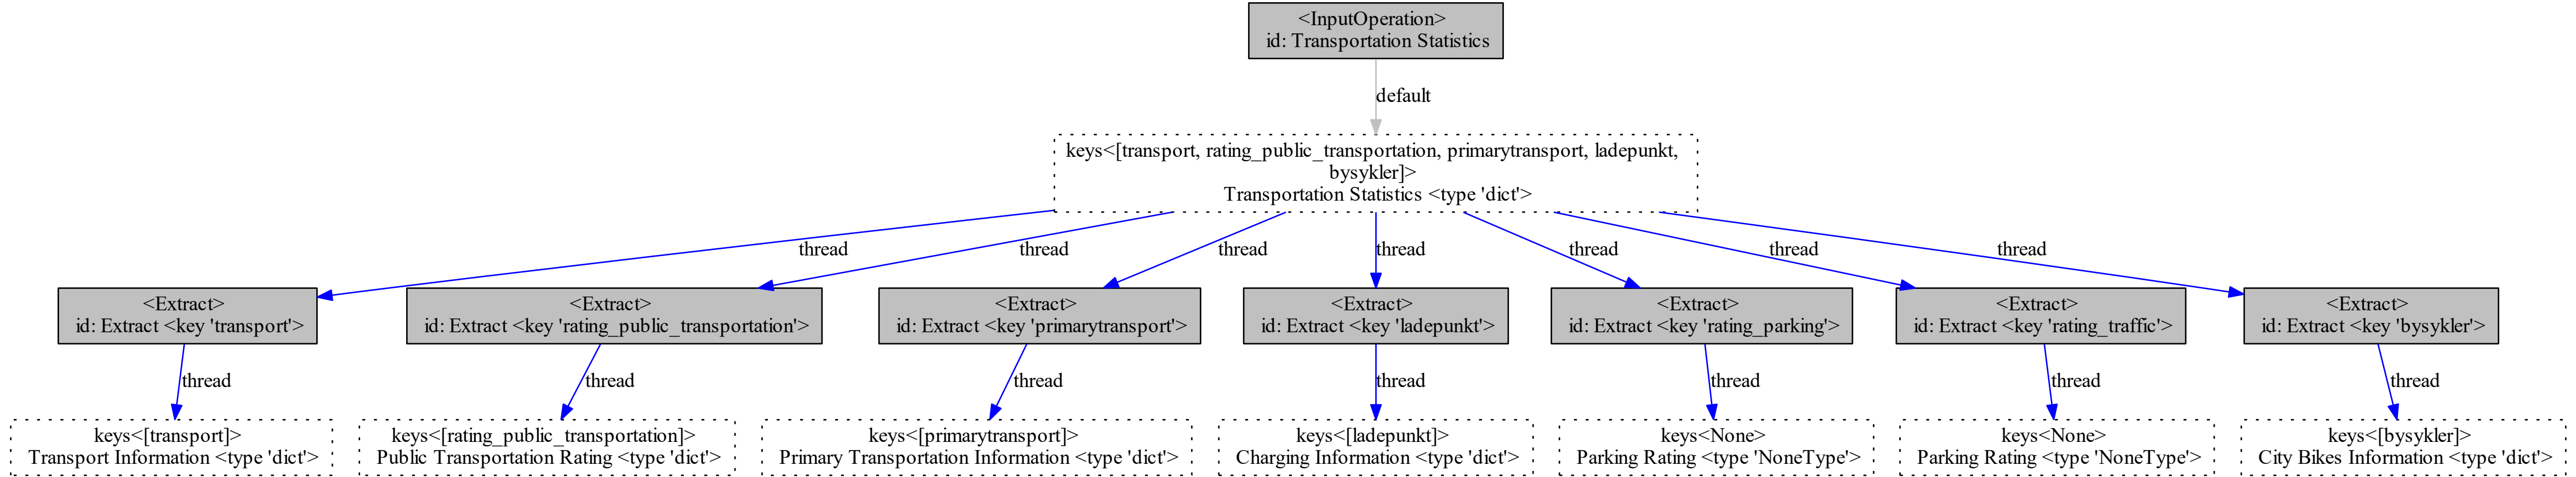 <InputOperation>
id: Transportation Statistics
default
keys<[transport, rating_public_transportation, primarytransport, ladepunkt,
bysykler]>
Transportation Statistics <type 'dict'>
thread
thread
thread
thread
thread
thread
thread
<Extract>
id: Extract <key 'transport'>
<Extract>
id: Extract <key 'rating_public_transportation'>
<Extract>
id: Extract <key 'primarytransport'>
<Extract>
id: Extract <key 'ladepunkt'>
<Extract>
id: Extract <key 'rating_parking'>
<Extract>
id: Extract <key 'rating_traffic'>
<Extract>
id: Extract <key 'bysykler'>
thread
thread
thread
thread
thread
thread
thread
keys<[transport]>
Transport Information <type 'dict'>
keys<[rating_public_transportation]>
Public Transportation Rating <type 'dict'>
keys<[primarytransport]>
Primary Transportation Information <type 'dict'>
keys<[ladepunkt]>
Charging Information <type 'dict'>
keys<None>
Parking Rating <type 'NoneType'>
keys<None>
Parking Rating <type 'NoneType'>
keys<[bysykler]>
City Bikes Information <type 'dict'>